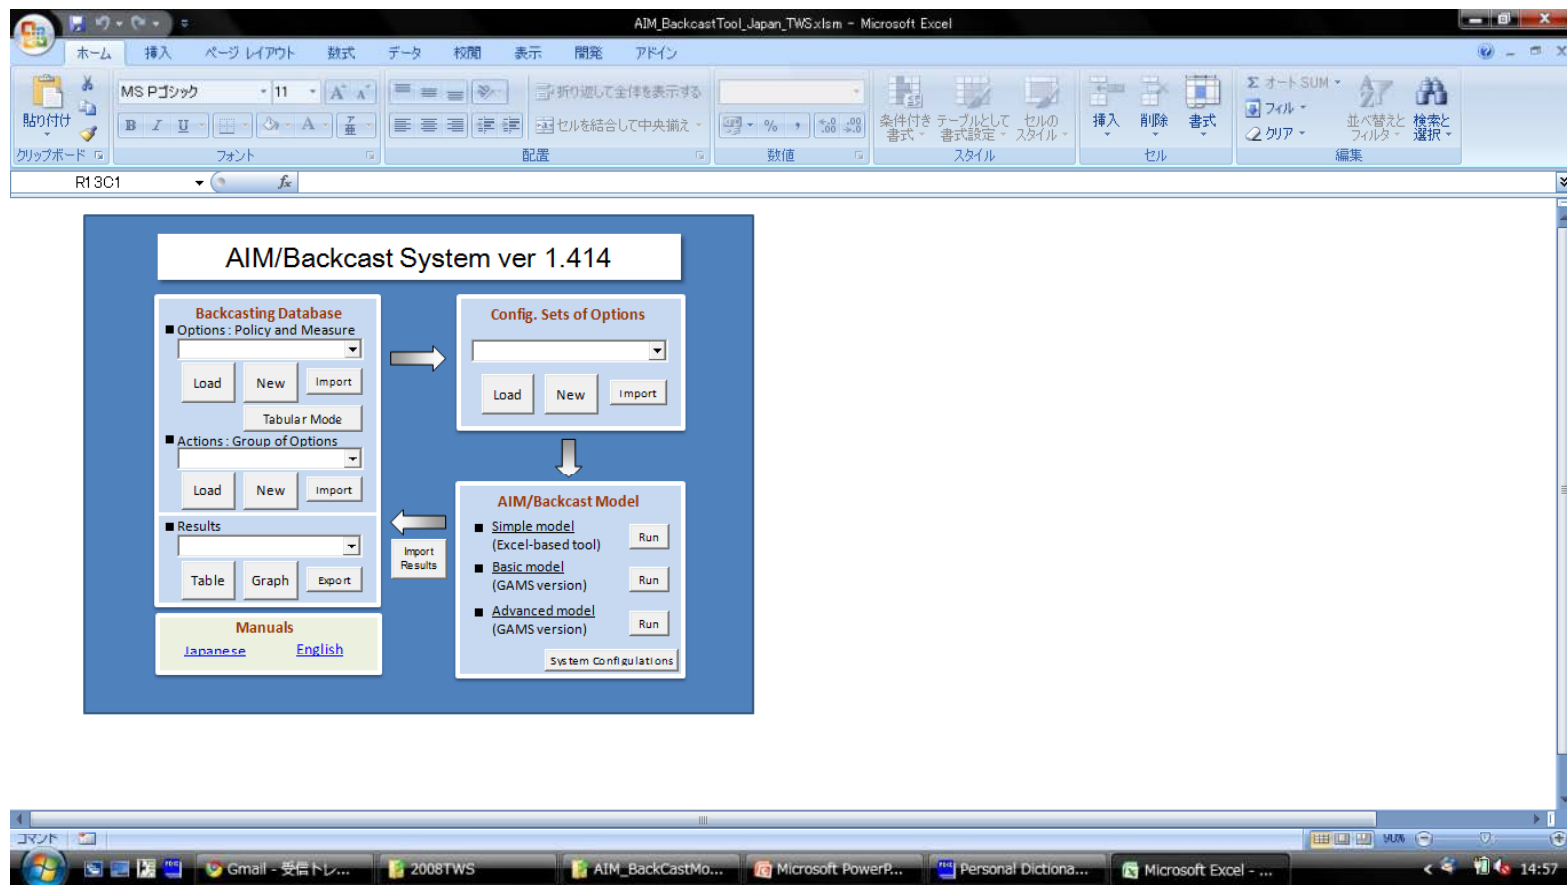 AIM_BackcastTool_Japan_TWS.xlsm - Microsoft Excel
ホーム 挿入 ページ レイアウト 数式 データ 校閲 表示 開発 アドイン
MS Pゴシック 11 折り返して全体を表示する Σ オート SUM
貼り付け B I U A セルを結合して中央揃え % 条件付き書式 テーブルとして書式設定 セルのスタイル 挿入 削除 書式 フィル クリア 並べ替えと フィルタ 検索と選択
クリップボード フォント 配置 数値 スタイル セル 編集
R13C1 fx
AIM/Backcast System ver 1.414
Backcasting Database
Options : Policy and Measure
Load New Import
Tabular Mode
Actions : Group of Options
Load New Import
Results
Table Graph Export
Manuals
Japanese English
Config. Sets of Options
Load New Import
AIM/Backcast Model
Simple model
(Excel-based tool) Run
Basic model
(GAMS version) Run
Advanced model
(GAMS version) Run
System Configulations
Import
Results
コマンド 90%
Gmail - 受信トレ... 2008TWS AIM_BackCastMo... Microsoft PowerP... Personal Dictiona... Microsoft Excel - ... 14:57